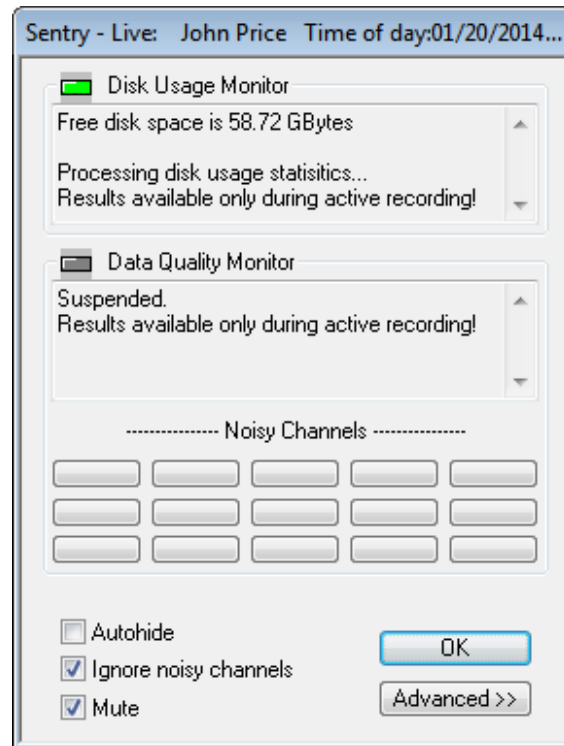 Sentry - Live: John Price Time of day:01/20/2014...
Disk Usage Monitor
Free disk space is 58.72 GBytes
Processing disk usage statisitics...
Results available only during active recording!
Data Quality Monitor
Suspended.
Results available only during active recording!
--------------- Noisy Channels ---------------
Autohide
Ignore noisy channels
Mute
OK
Advanced >>